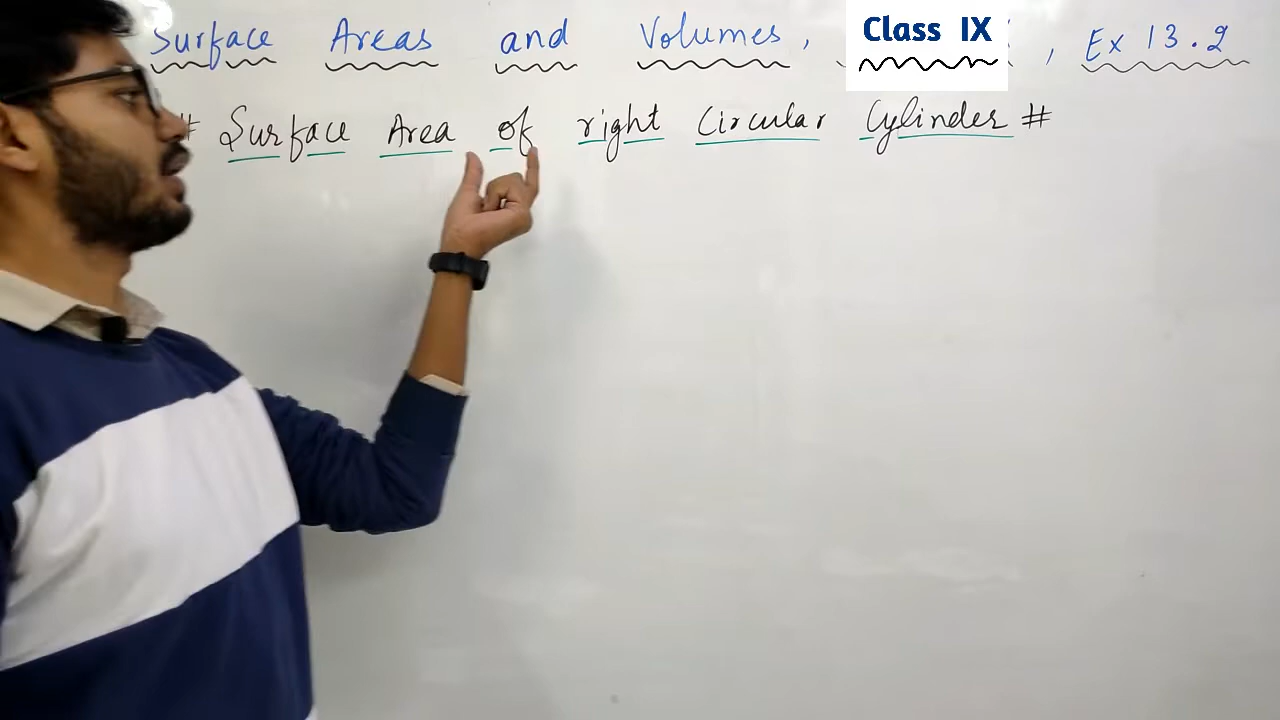 Surface Areas and Volumes, Class IX, Ex 13.2
# Surface Area of right Circular Cylinder #